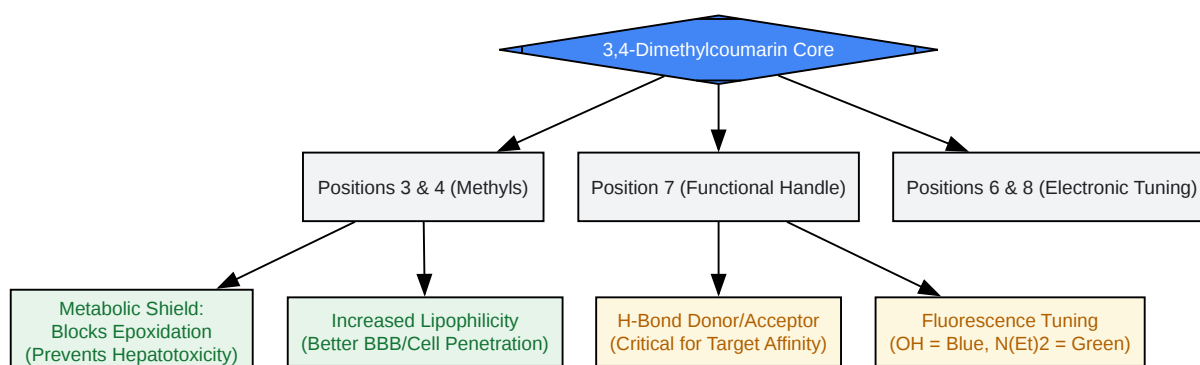 3,4-Dimethylcoumarin Core
Positions 3 & 4 (Methyls)
Position 7 (Functional Handle)
Positions 6 & 8 (Electronic Tuning)
Metabolic Shield:
Blocks Epoxidation
(Prevents Hepatotoxicity)
Increased Lipophilicity
(Better BBB/Cell Penetration)
H-Bond Donor/Acceptor
(Critical for Target Affinity)
Fluorescence Tuning
(OH = Blue, N(Et)2 = Green)